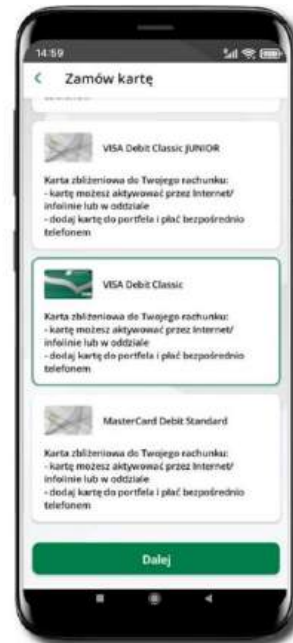 14:59
Zamów kartę
VISA Debit Classic JUNIOR
Karta zbliżeniowa do Twojego rachunku:
- kartę możesz aktywować przez Internet/
infolinie lub w oddziale
- dodaj kartę do portfela i płać bezpośrednio
telefonem
VISA Debit Classic
Karta zbliżeniowa do Twojego rachunku:
- kartę możesz aktywować przez Internet/
infolinie lub w oddziale
- dodaj kartę do portfela i płać bezpośrednio
telefonem
MasterCard Debit Standard
Karta zbliżeniowa do Twojego rachunku:
- kartę możesz aktywować przez Internet/
infolinie lub w oddziale
- dodaj kartę do portfela i płać bezpośrednio
telefonem
Dalej